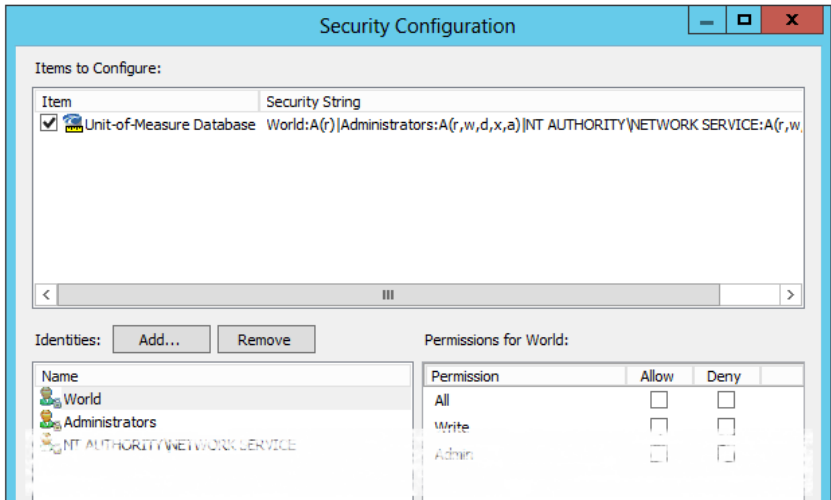 Security Configuration
Items to Configure:
Item Security String
Unit-of-Measure Database World:A(r)|Administrators:A(r,w,d,x,a)|NT AUTHORITY\NETWORK SERVICE:A(r,w,
Identities: Add... Remove Permissions for World:
Name Permission Allow Deny
World All
Administrators Write
NT AUTHORITY\NETWORK SERVICE Admin